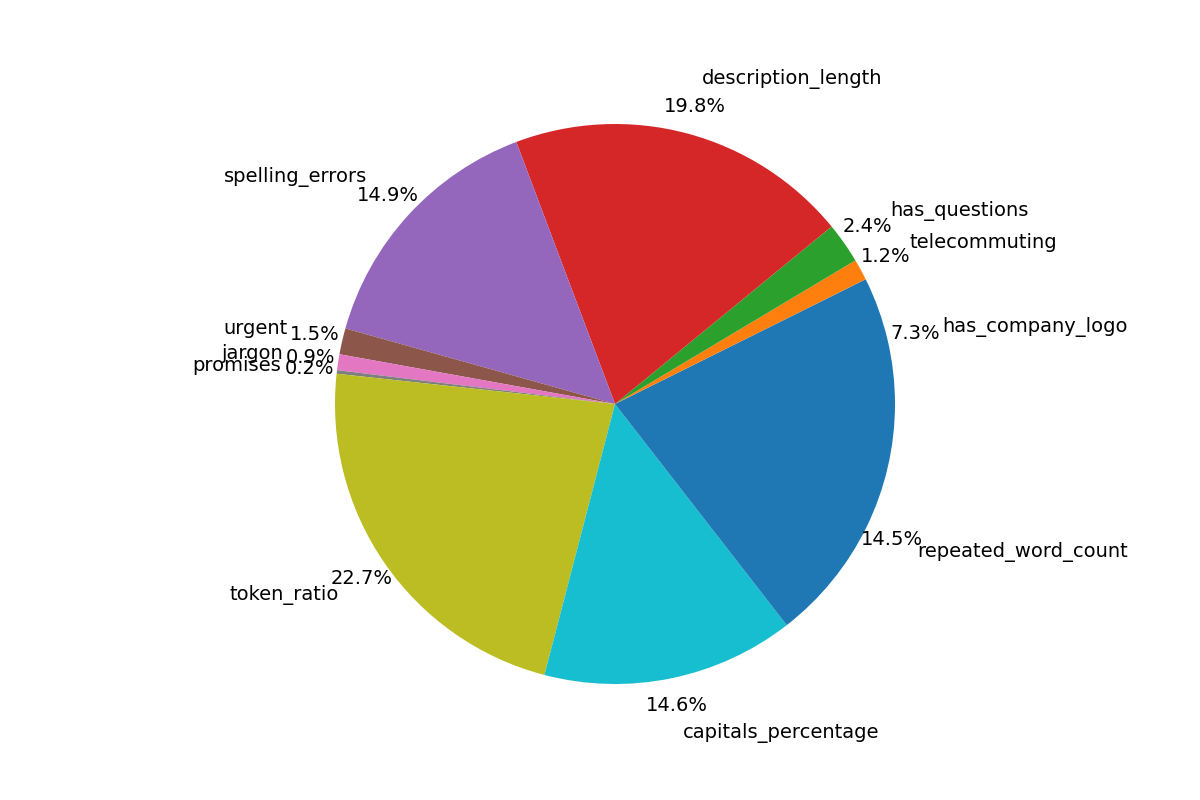 description_length
19.8%
has_questions
2.4%
telecommuting
1.2%
has_company_logo
7.3%
spelling_errors
14.9%
urgent
1.5%
jargon
0.9%
promises
0.2%
token_ratio
22.7%
capitals_percentage
14.6%
repeated_word_count
14.5%